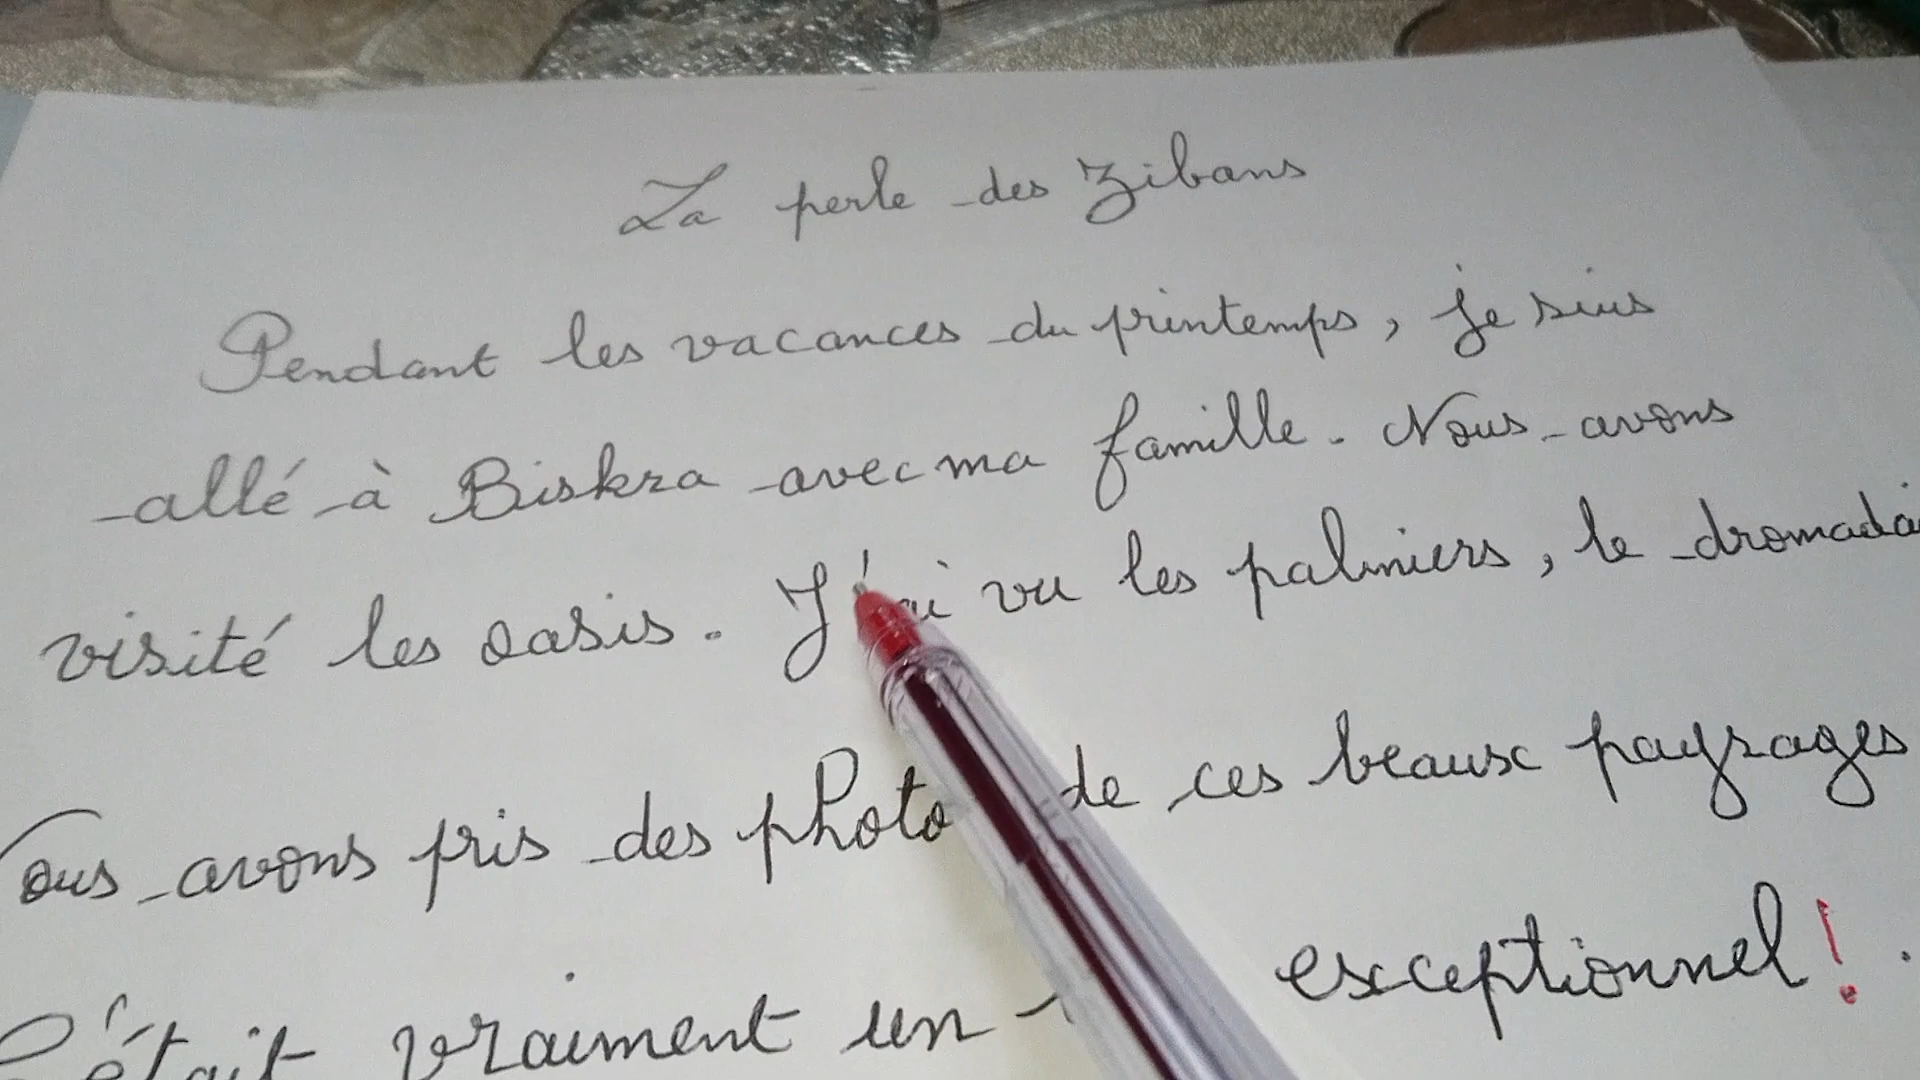 La perle des Zibans
Pendant les vacances du printemps, je suis
allé à Biskra avec ma famille. Nous avons
visité les oasis. J'ai vu les palmiers, le dromadai
Nous avons pris des photo de ces beaux paysages
C'était vraiment un exceptionnel! .